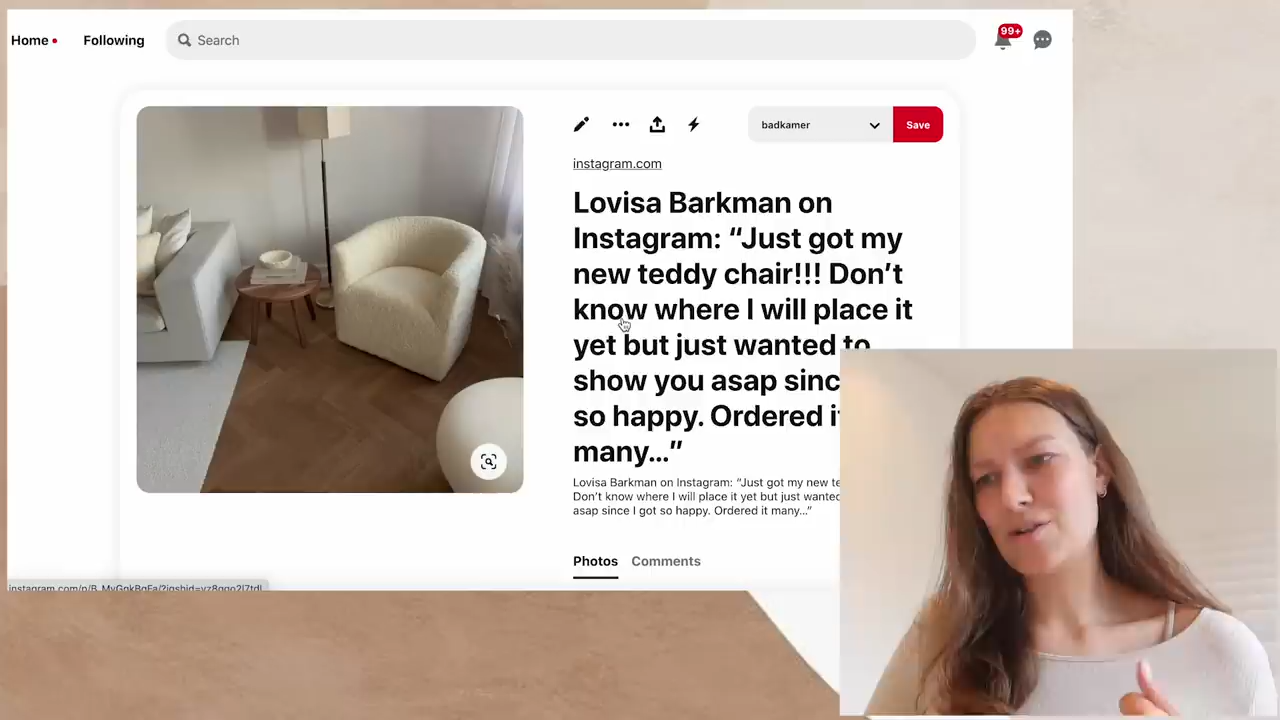 Home
Following
Search
99+
badkamer
Save
instagram.com
Lovisa Barkman on
Instagram: “Just got my
new teddy chair!!! Don’t
know where I will place it
yet but just wanted to
show you asap sinc
so happy. Ordered i
many...”
Lovisa Barkman on Instagram: “Just got my new te
Don’t know where I will place it yet but just wanted
asap since I got so happy. Ordered it many...”
Photos
Comments